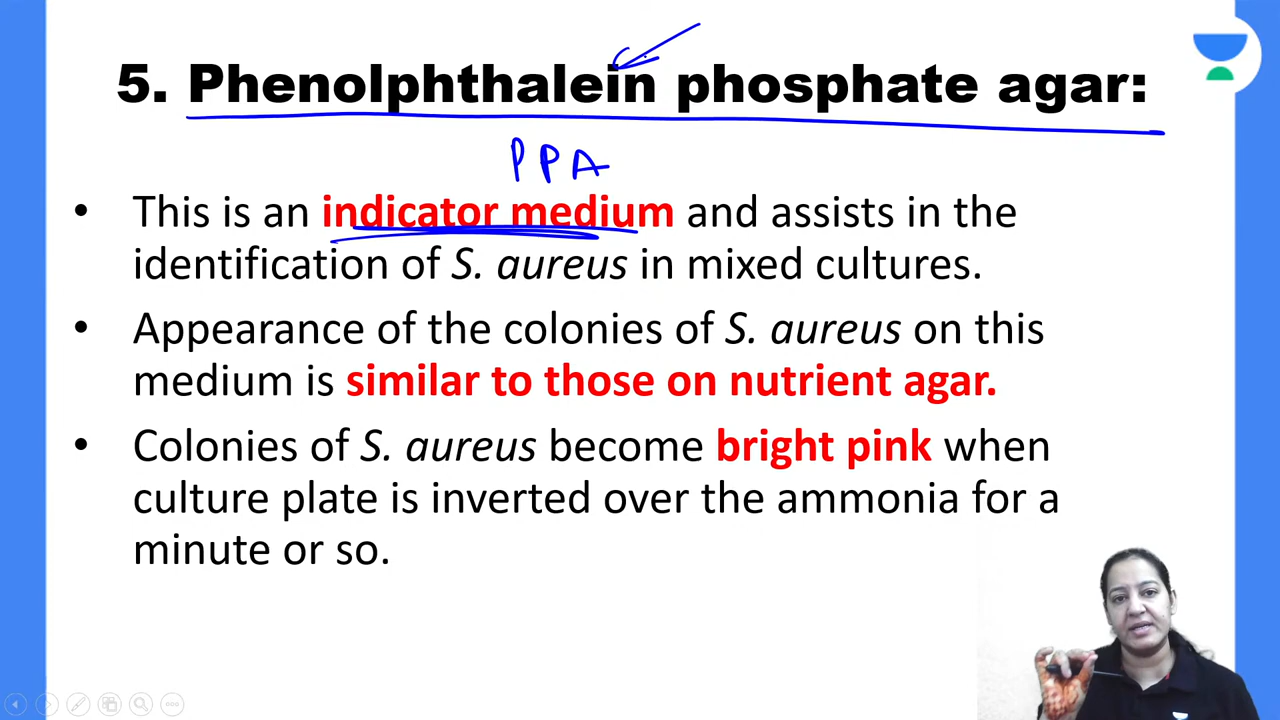 5. Phenolphthalein phosphate agar:
PPA
• This is an indicator medium and assists in the
identification of S. aureus in mixed cultures.
• Appearance of the colonies of S. aureus on this
medium is similar to those on nutrient agar.
• Colonies of S. aureus become bright pink when
culture plate is inverted over the ammonia for a
minute or so.